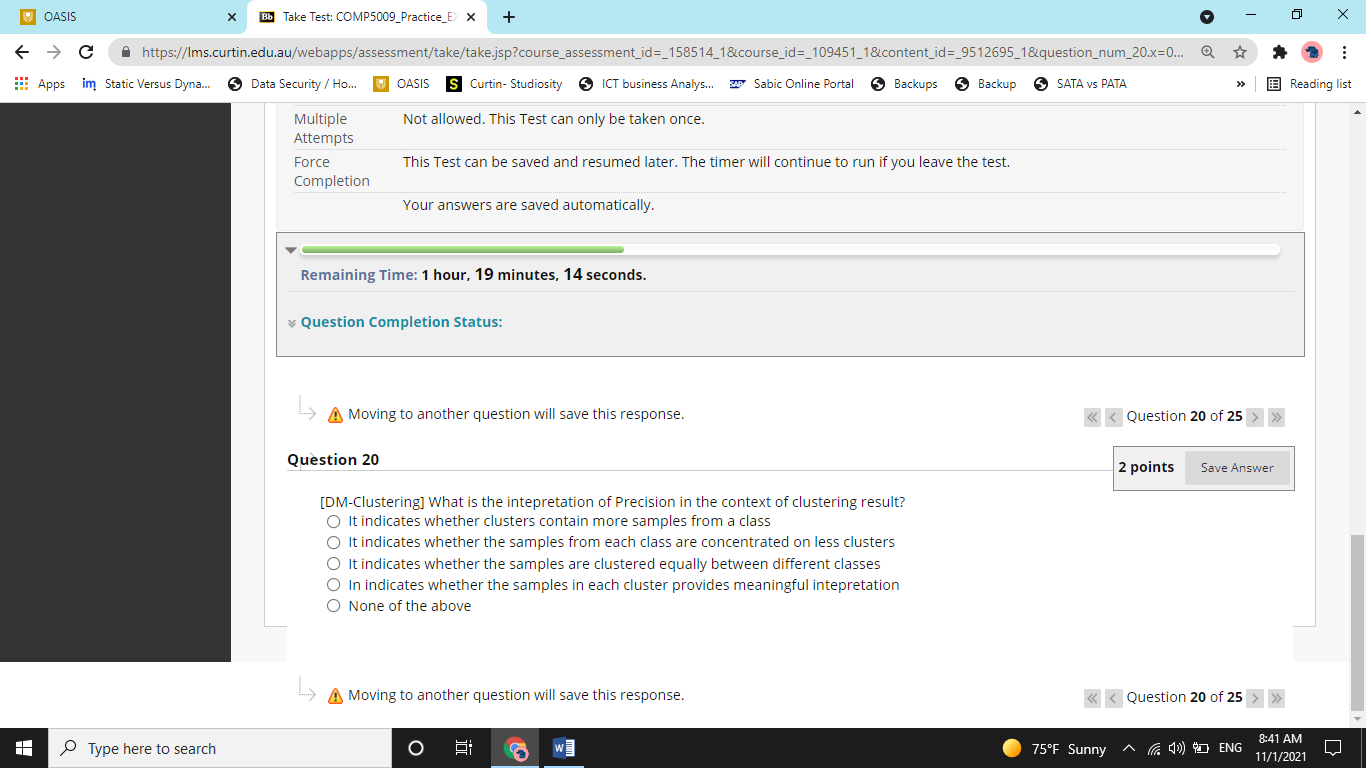 OASIS
Bb Take Test: COMP5009_Practice_E
https://lms.curtin.edu.au/webapps/assessment/take/take.jsp?course_assessment_id=_158514_1&course_id=_109451_1&content_id=_9512695_1&question_num_20.x=0...
Apps im Static Versus Dyna... Data Security / Ho... OASIS S Curtin- Studiosity ICT business Analys... SAP Sabic Online Portal Backups Backup SATA vs PATA » Reading list
Multiple Attempts Not allowed. This Test can only be taken once.
Force Completion This Test can be saved and resumed later. The timer will continue to run if you leave the test.
Your answers are saved automatically.
Remaining Time: 1 hour, 19 minutes, 14 seconds.
Question Completion Status:
Moving to another question will save this response.
Question 20 of 25
Question 20
2 points Save Answer
[DM-Clustering] What is the intepretation of Precision in the context of clustering result?
It indicates whether clusters contain more samples from a class
It indicates whether the samples from each class are concentrated on less clusters
It indicates whether the samples are clustered equally between different classes
In indicates whether the samples in each cluster provides meaningful intepretation
None of the above
Moving to another question will save this response.
Question 20 of 25
Type here to search
W
75°F Sunny
ENG
8:41 AM
11/1/2021